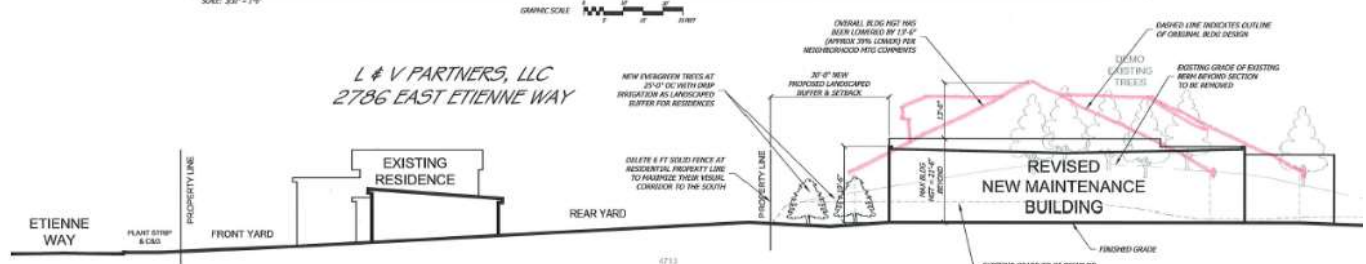 GRAPHIC SCALE
L & V PARTNERS, LLC
2786 EAST ETIENNE WAY
OVERALL BLDG HGT HAS
BEEN LOWERED BY 13'-6"
(APPROX 39% LOWER) PER
NEIGHBORHOOD MTG COMMENTS
DASHED LINE INDICATES OUTLINE
OF ORIGINAL BLDG DESIGN
DEMO
EXISTING
TREES
NEW EVERGREEN TREES AT
25'-0" OC WITH DRIP
IRRIGATION AS LANDSCAPED
BUFFER FOR RESIDENCES
30'-0" NEW
PROPOSED LANDSCAPED
BUFFER & SETBACK
EXISTING GRADE OF EXISTING
BERM BEYOND SECTION
TO BE REMOVED
13'-6"
DELETE 6 FT SOLID FENCE AT
RESIDENTIAL PROPERTY LINE
TO MAXIMIZE THEIR VISUAL
CORRIDOR TO THE SOUTH
PROPERTY LINE
EXISTING
RESIDENCE
PROPERTY LINE
MAX BLDG
HGT = 21'-6"
BEYOND
REVISED
NEW MAINTENANCE
BUILDING
ETIENNE
WAY
PLANT STRIP
& C&G
FRONT YARD
REAR YARD
FINISHED GRADE